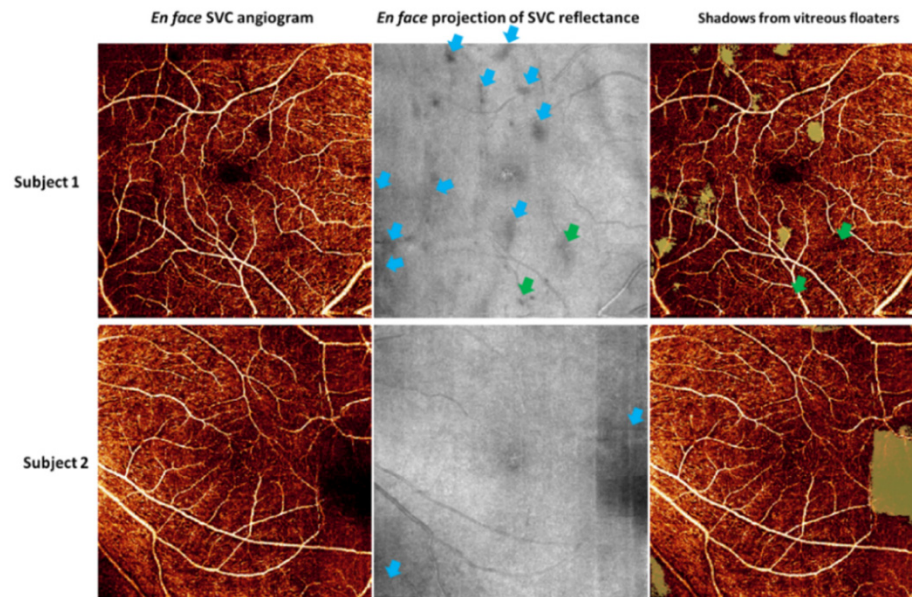 En face SVC angiogram
En face projection of SVC reflectance
Shadows from vitreous floaters
Subject 1
Subject 2